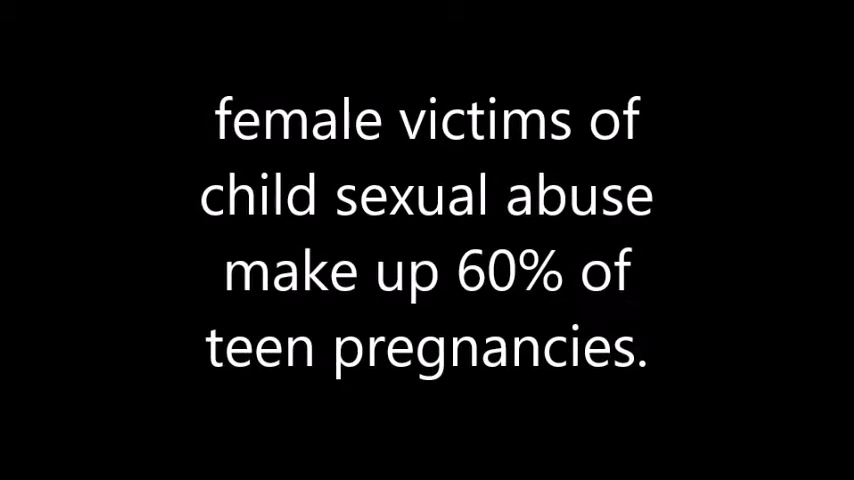 female victims of
child sexual abuse
make up 60% of
teen pregnancies.